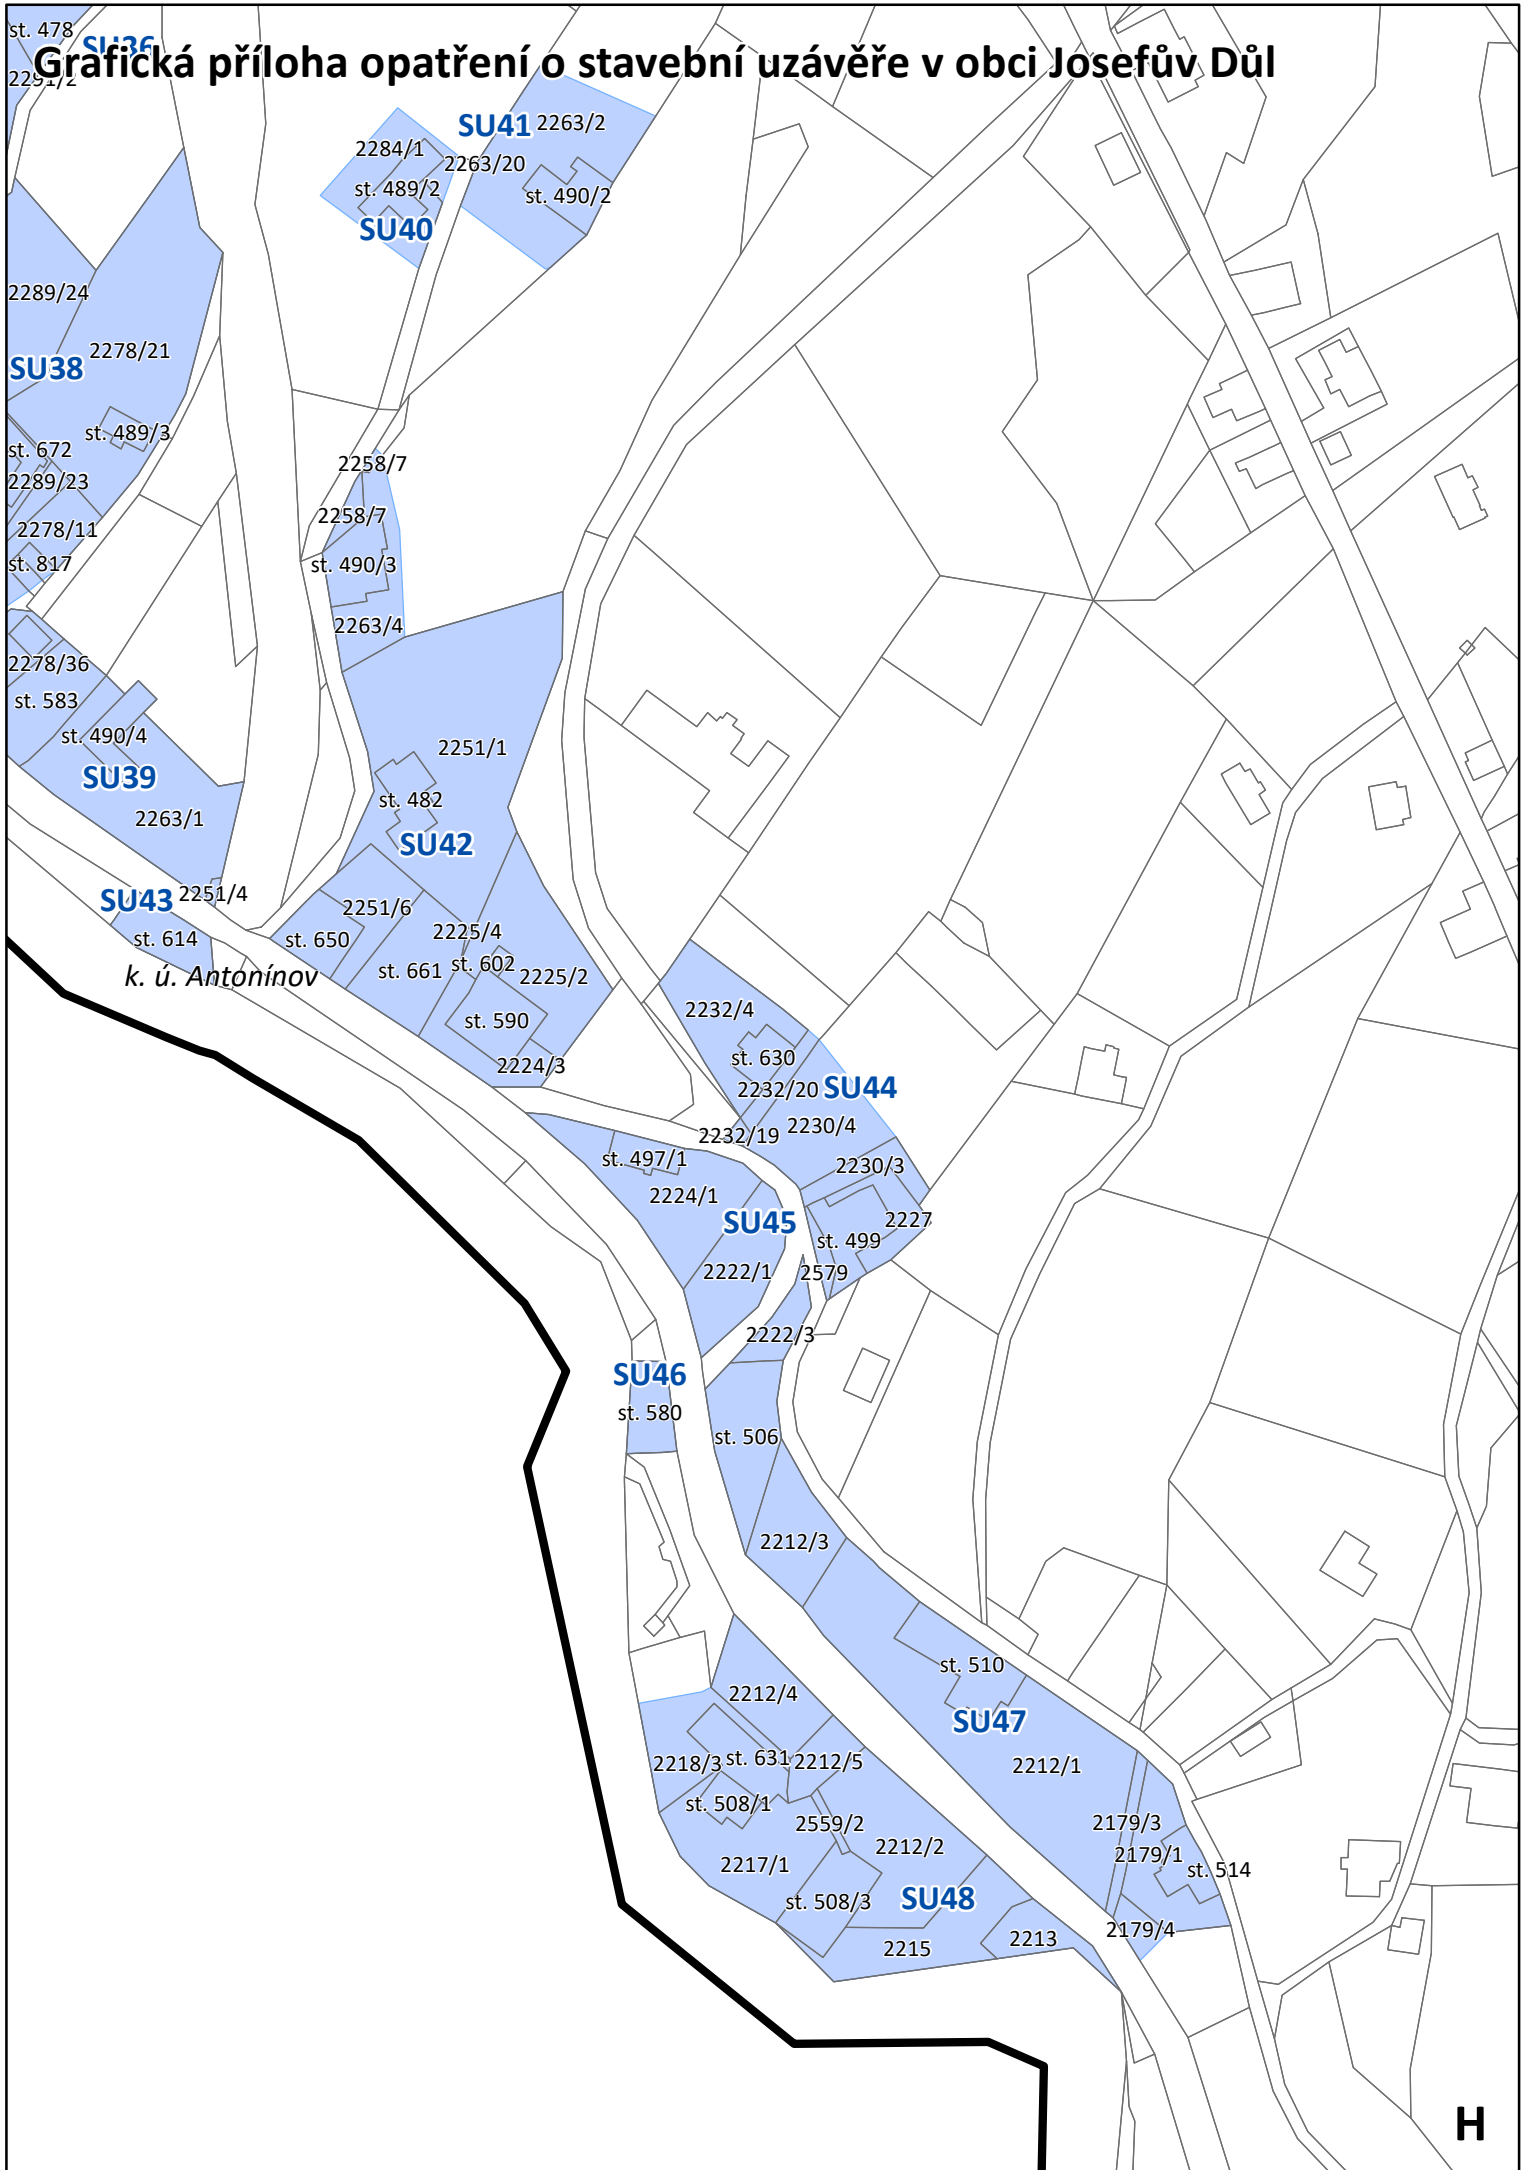 st. 478
SU36
2291/2
Grafická příloha opatření o stavební uzávěře v obci Josefův Důl
SU41
2263/2
2284/1
2263/20
st. 489/2
st. 490/2
SU40
2289/24
2278/21
SU38
st. 489/3
st. 672
2258/7
2289/23
2258/7
2278/11
st. 817
st. 490/3
2263/4
2278/36
st. 583
st. 490/4
2251/1
SU39
st. 482
2263/1
SU42
SU43
2251/4
2251/6
st. 614
st. 650
2225/4
k. ú. Antonínov
st. 661
st. 602
2225/2
2232/4
st. 590
st. 630
2224/3
2232/20
SU44
2230/4
2232/19
st. 497/1
2230/3
2224/1
SU45
2227
st. 499
2222/1
2579
2222/3
SU46
st. 580
st. 506
2212/3
st. 510
2212/4
SU47
2218/3
st. 631
2212/5
2212/1
st. 508/1
2559/2
2179/3
2212/2
2179/1
2217/1
st. 514
st. 508/3
SU48
2179/4
2213
2215
H